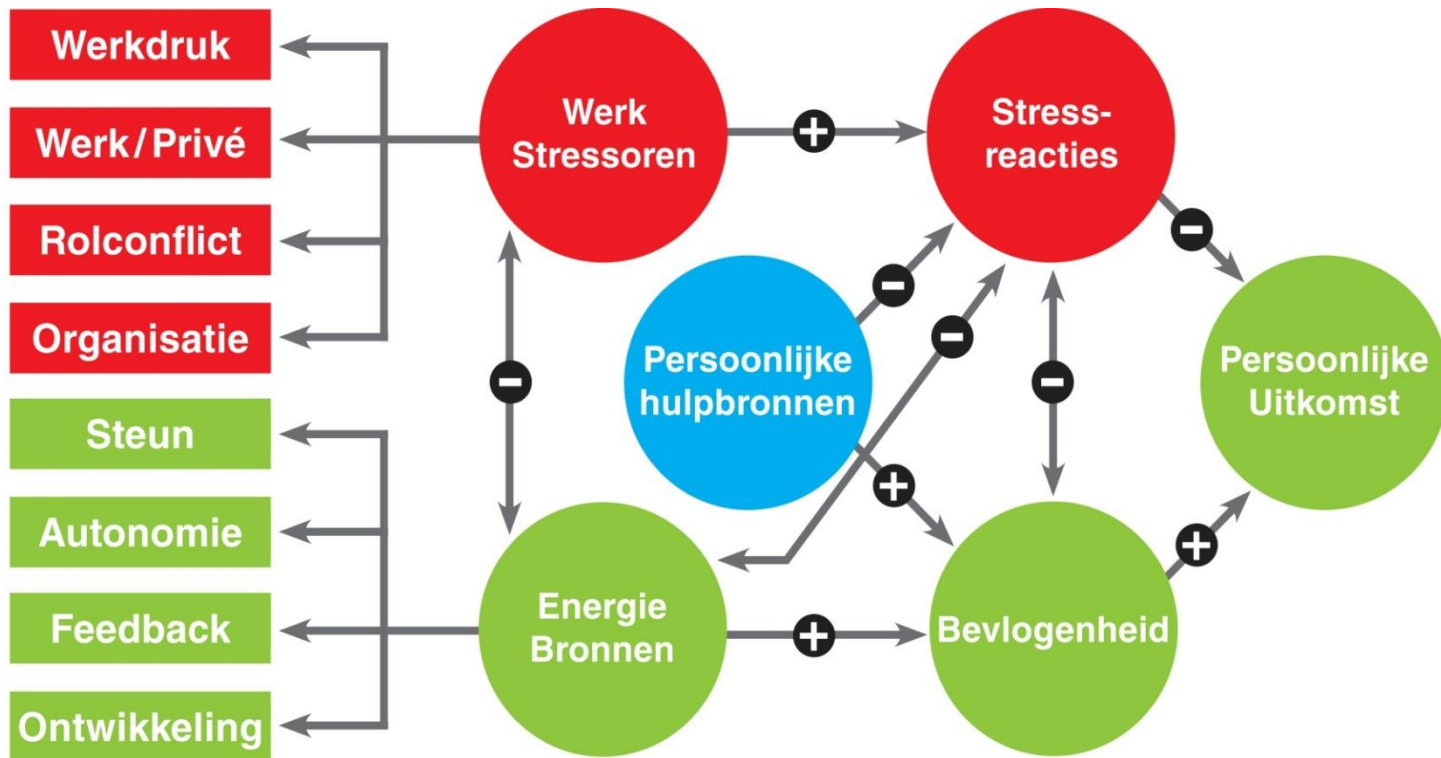 Werkdruk
Werk/Privé
Rolconflict
Organisatie
Steun
Autonomie
Feedback
Ontwikkeling
Werk
Stressoren
+
Stress-
reacties
-
-
-
-
-
Persoonlijke
hulpbronnen
+
Persoonlijke
Uitkomst
Energie
Bronnen
+
Bevlogenheid
+